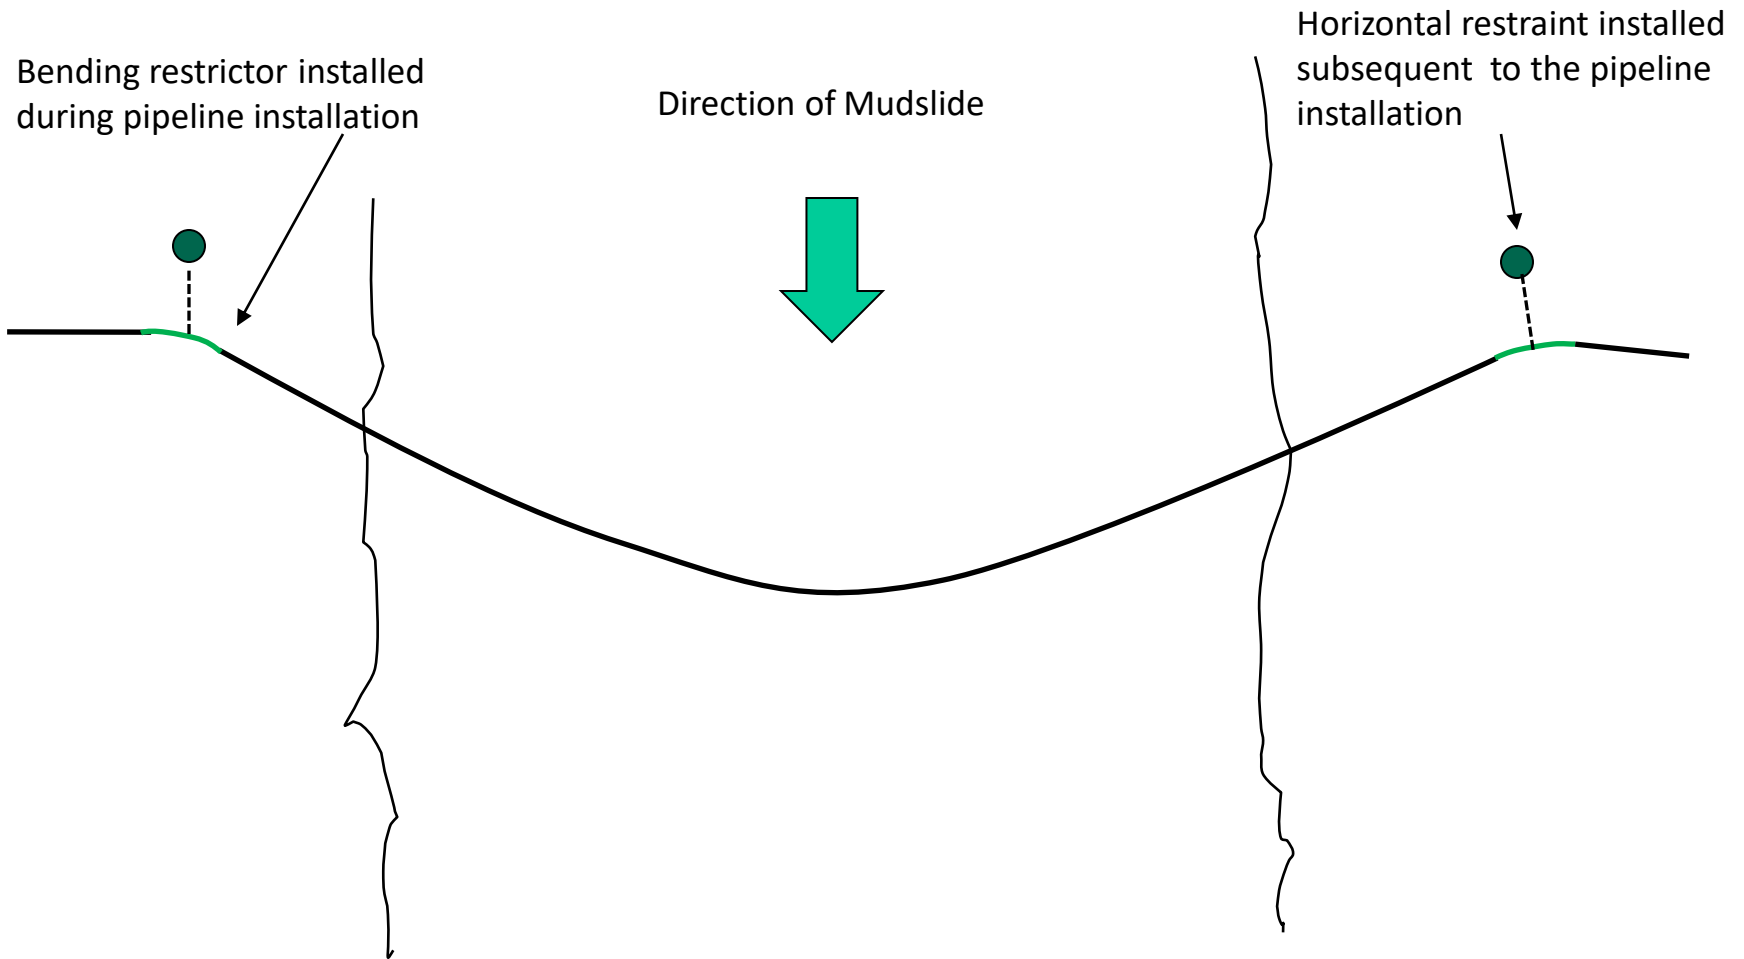 Bending restrictor installed
during pipeline installation
Direction of Mudslide
Horizontal restraint installed
subsequent  to the pipeline
installation